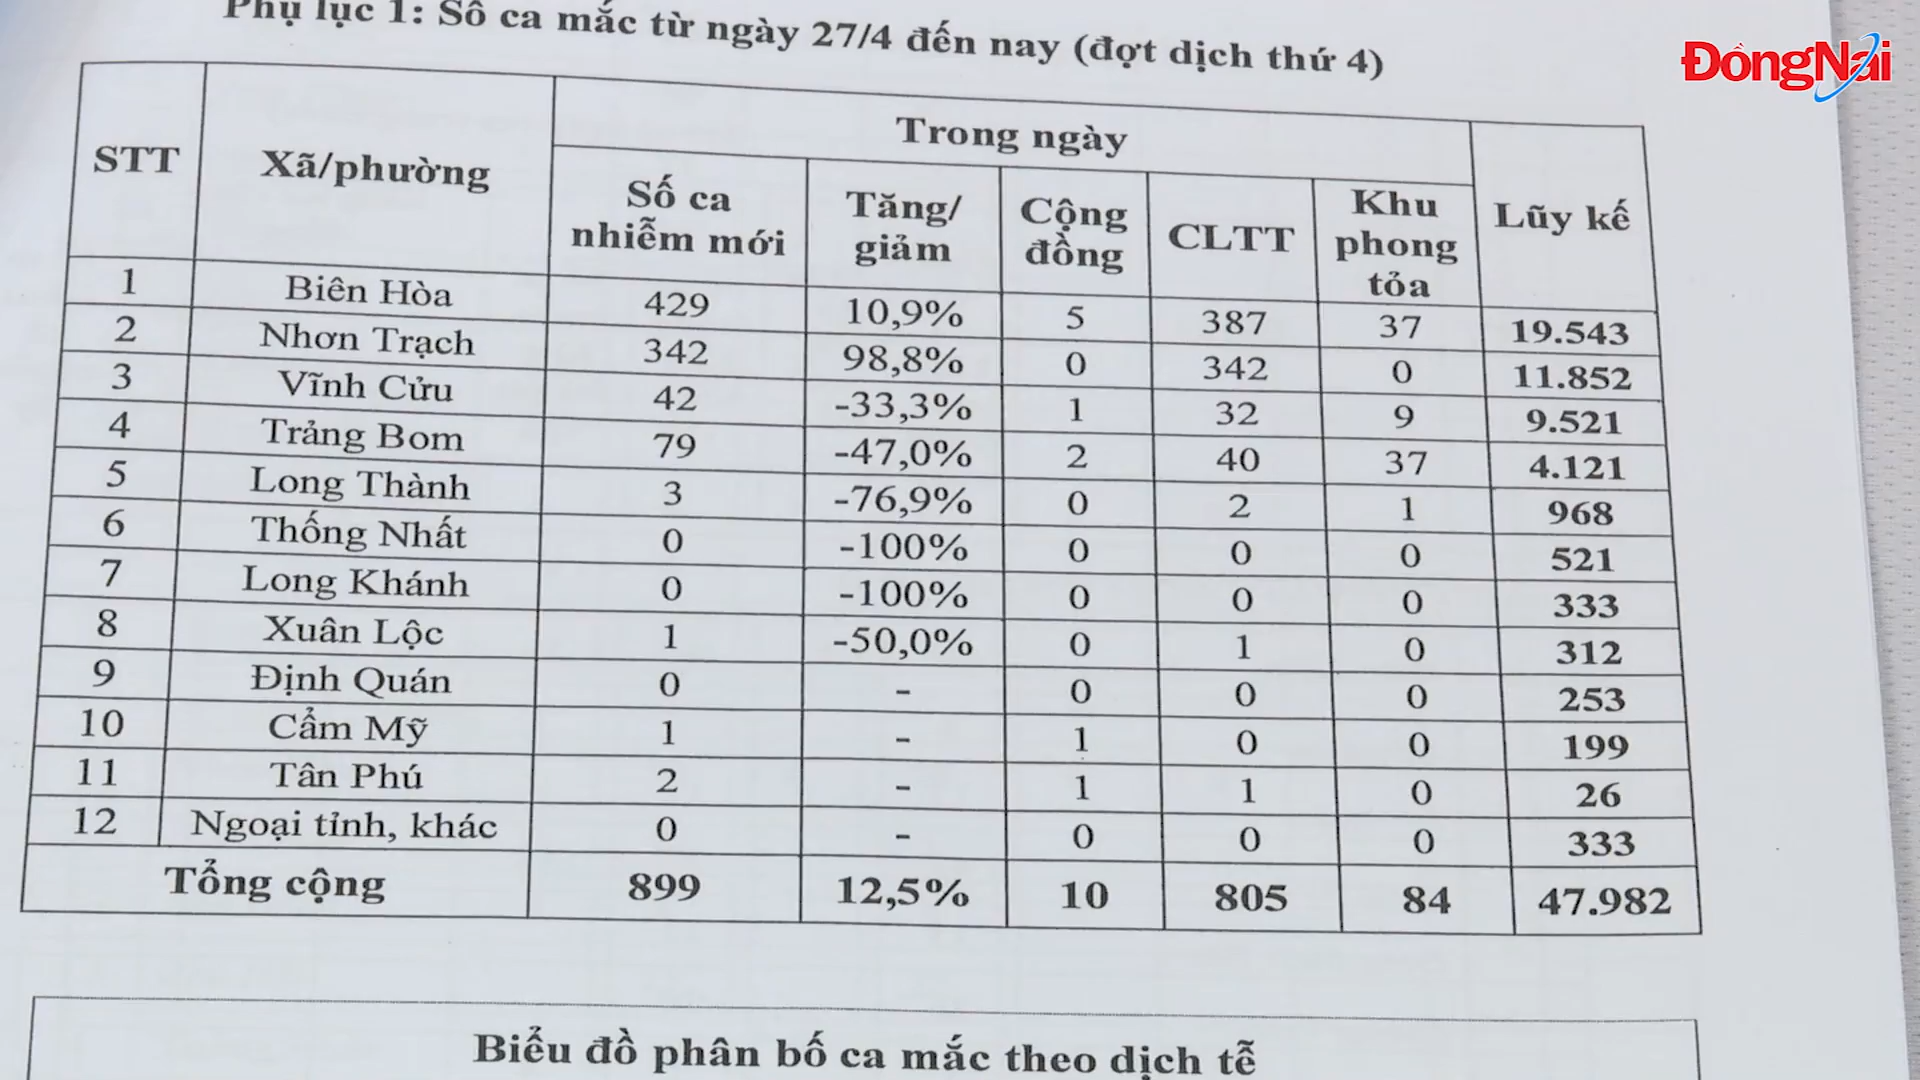 Phụ lục 1: Số ca mắc từ ngày 27/4 đến nay (đợt dịch thứ 4)
ĐồngNai
STT Xã/phường Trong ngày Lũy kế
Số ca nhiễm mới Tăng/ giảm Cộng đồng CLTT Khu phong tỏa
1 Biên Hòa 429 10,9% 5 387 37 19.543
2 Nhơn Trạch 342 98,8% 0 342 0 11.852
3 Vĩnh Cửu 42 -33,3% 1 32 9 9.521
4 Trảng Bom 79 -47,0% 2 40 37 4.121
5 Long Thành 3 -76,9% 0 2 1 968
6 Thống Nhất 0 -100% 0 0 0 521
7 Long Khánh 0 -100% 0 0 0 333
8 Xuân Lộc 1 -50,0% 0 1 0 312
9 Định Quán 0 - 0 0 0 253
10 Cẩm Mỹ 1 - 1 0 0 199
11 Tân Phú 2 - 1 1 0 26
12 Ngoại tỉnh, khác 0 - 0 0 0 333
Tổng cộng 899 12,5% 10 805 84 47.982
Biểu đồ phân bố ca mắc theo dịch tễ